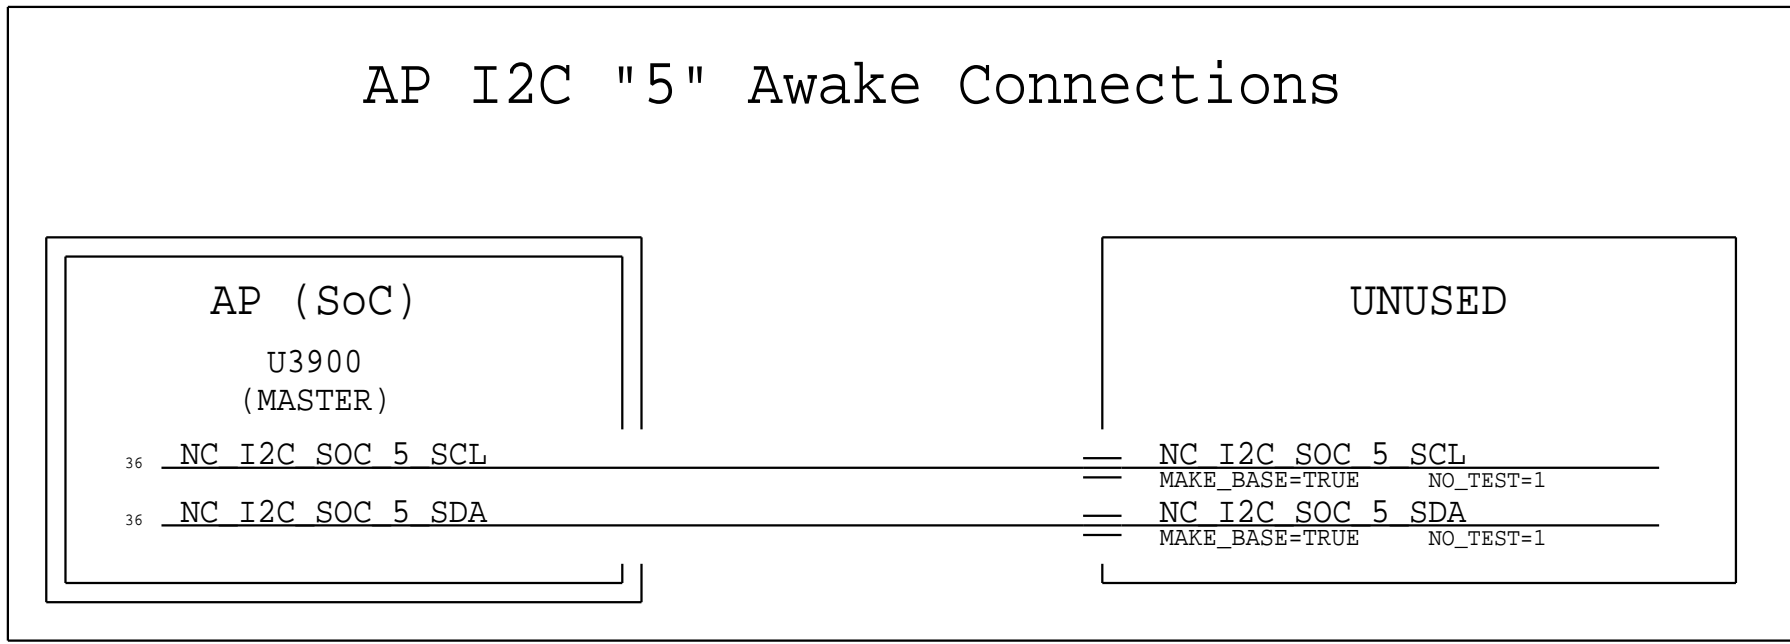 AP I2C "5" Awake Connections
AP (SoC)
U3900
(MASTER)
36 NC_I2C_SOC_5_SCL
36 NC_I2C_SOC_5_SDA
UNUSED
NC_I2C_SOC_5_SCL
MAKE_BASE=TRUE NO_TEST=1
NC_I2C_SOC_5_SDA
MAKE_BASE=TRUE NO_TEST=1